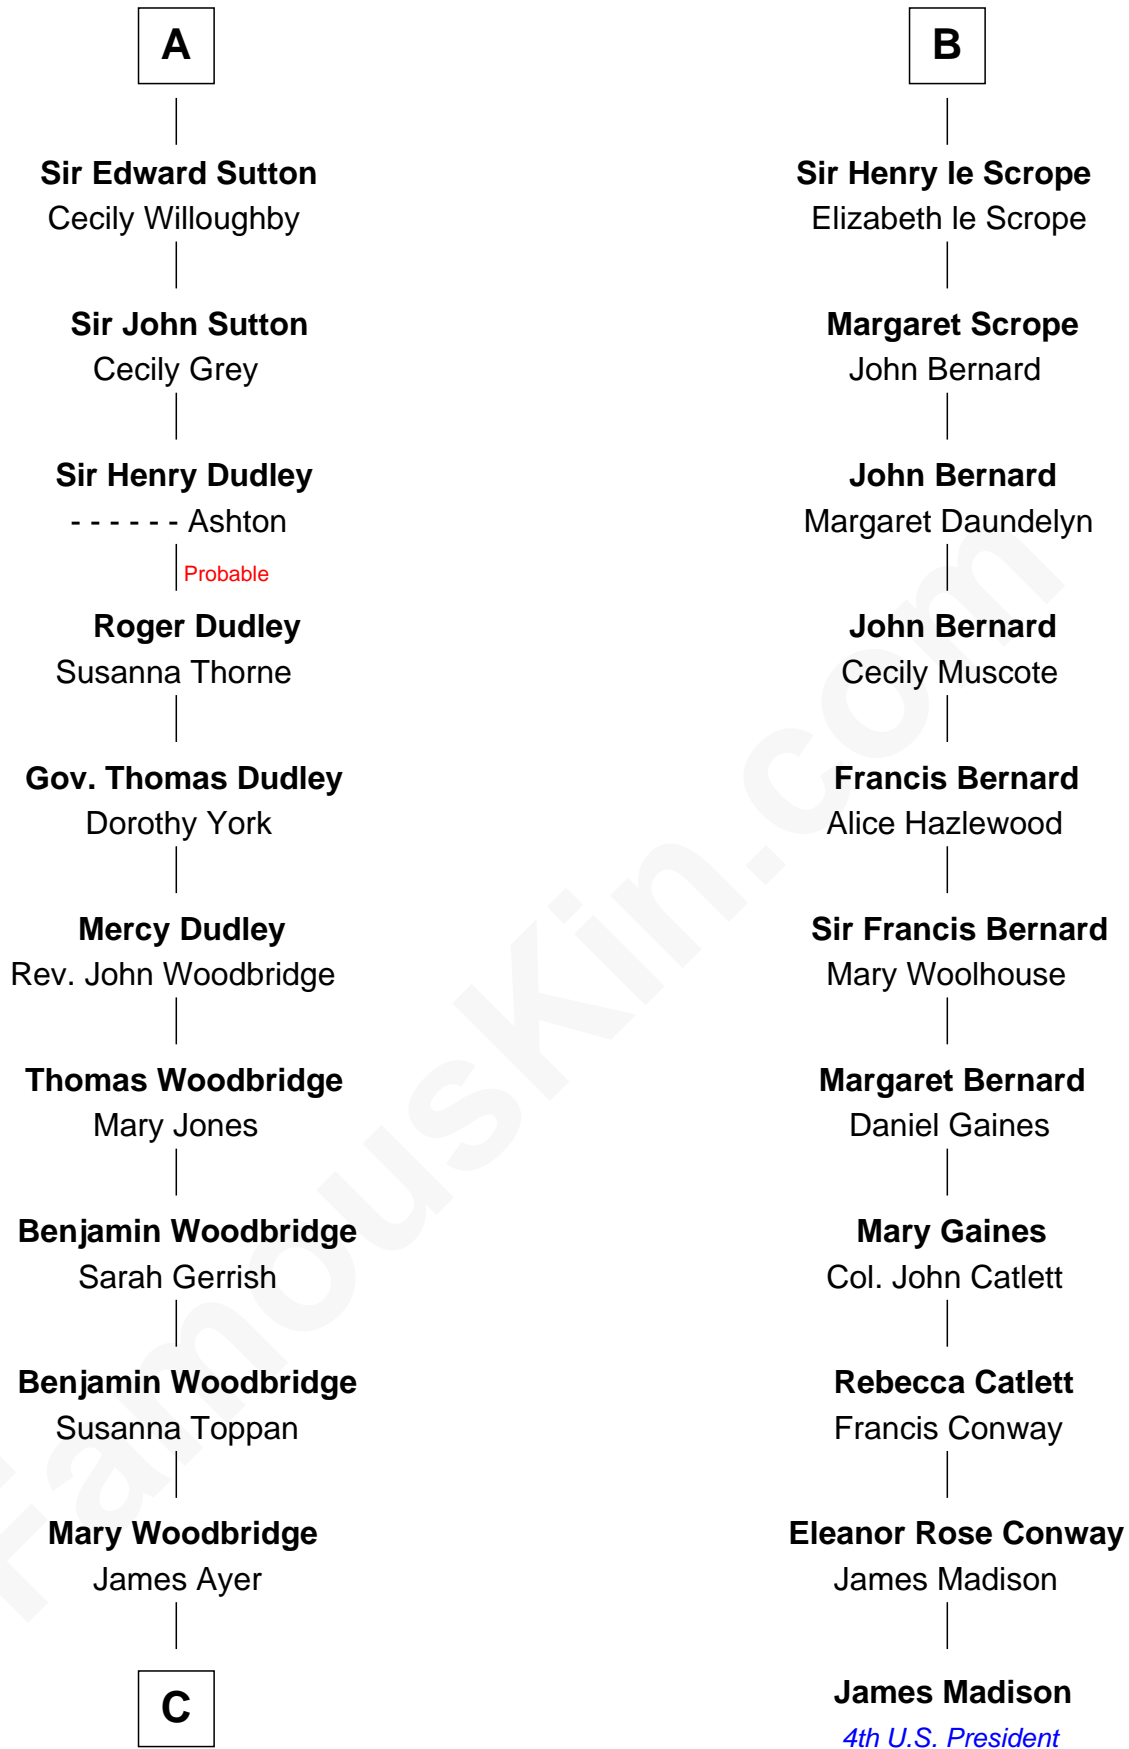 A
Sir Edward Sutton
Cecily Willoughby
Sir John Sutton
Cecily Grey
Sir Henry Dudley
- - - - - - Ashton
Probable
Roger Dudley
Susanna Thorne
Gov. Thomas Dudley
Dorothy York
Mercy Dudley
Rev. John Woodbridge
Thomas Woodbridge
Mary Jones
Benjamin Woodbridge
Sarah Gerrish
Benjamin Woodbridge
Susanna Toppan
Mary Woodbridge
James Ayer
C
B
Sir Henry le Scrope
Elizabeth le Scrope
Margaret Scrope
John Bernard
John Bernard
Margaret Daundelyn
John Bernard
Cecily Muscote
Francis Bernard
Alice Hazlewood
Sir Francis Bernard
Mary Woolhouse
Margaret Bernard
Daniel Gaines
Mary Gaines
Col. John Catlett
Rebecca Catlett
Francis Conway
Eleanor Rose Conway
James Madison
James Madison
4th U.S. President
FamousKin.com